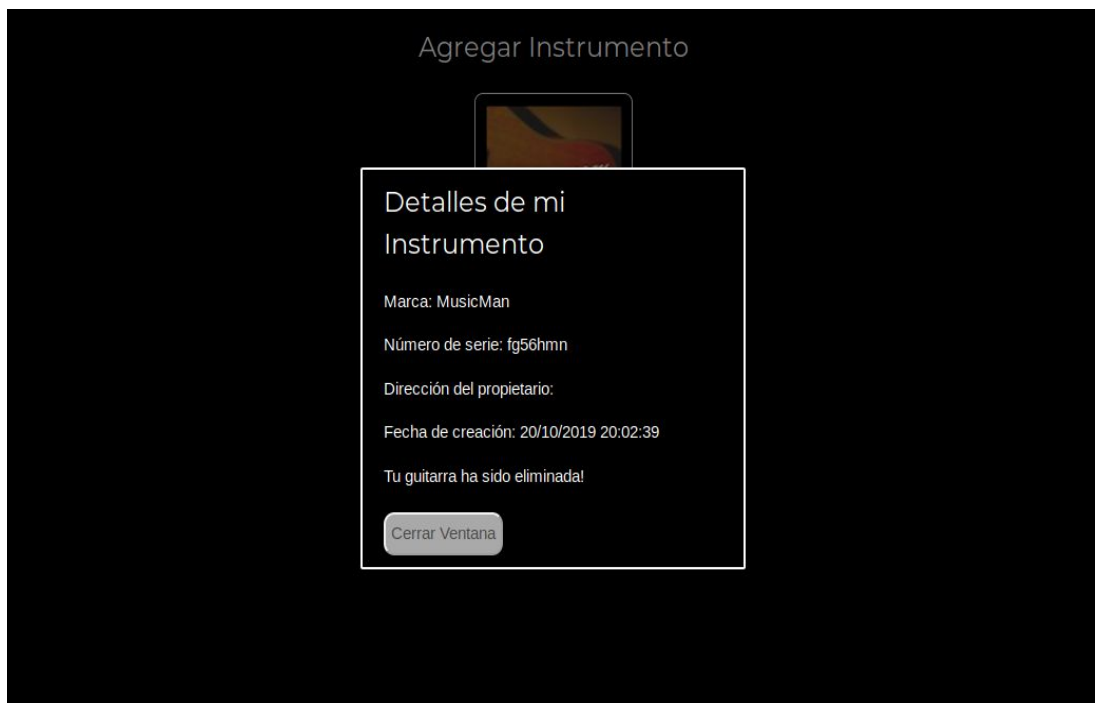 Agregar Instrumento
Detalles de mi
Instrumento
Marca: MusicMan
Número de serie: fg56hmn
Dirección del propietario:
Fecha de creación: 20/10/2019 20:02:39
Tu guitarra ha sido eliminada!
Cerrar Ventana